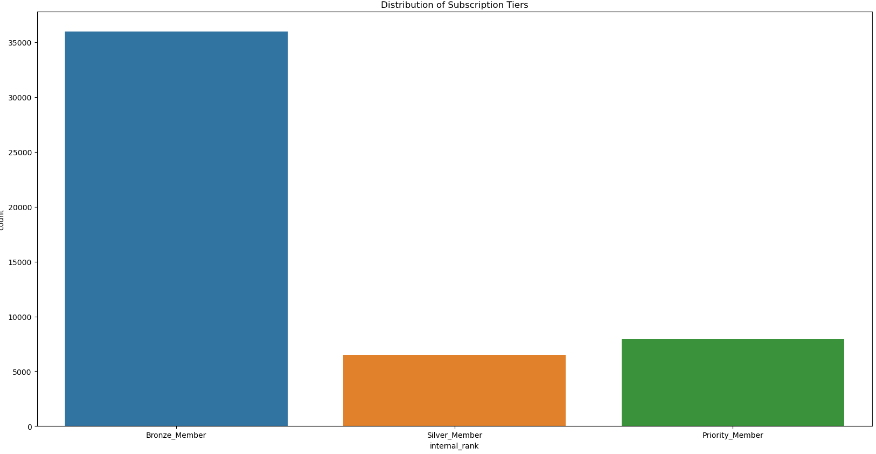 Distribution of Subscription Tiers
35000
30000
25000
20000
15000
10000
5000
0
count
Bronze_Member Silver_Member Priority_Member
internal_rank